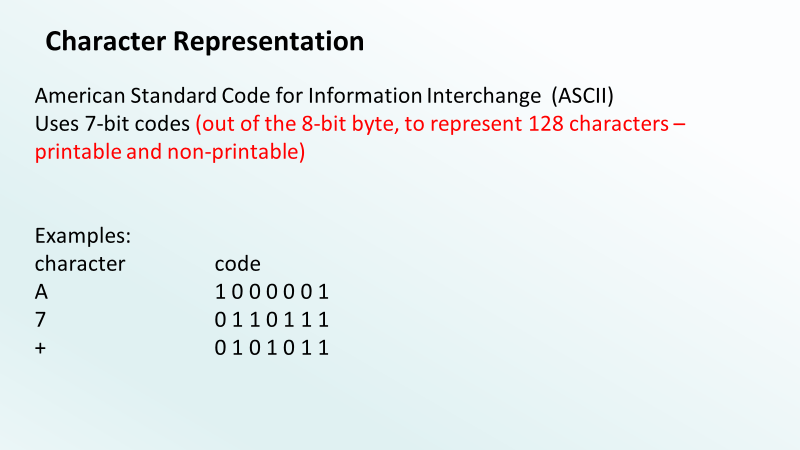 Character Representation
American Standard Code for Information Interchange (ASCII)
Uses 7-bit codes (out of the 8-bit byte, to represent 128 characters –
printable and non-printable)
Examples:
character code
A 1 0 0 0 0 0 1
7 0 1 1 0 1 1 1
+ 0 1 0 1 0 1 1